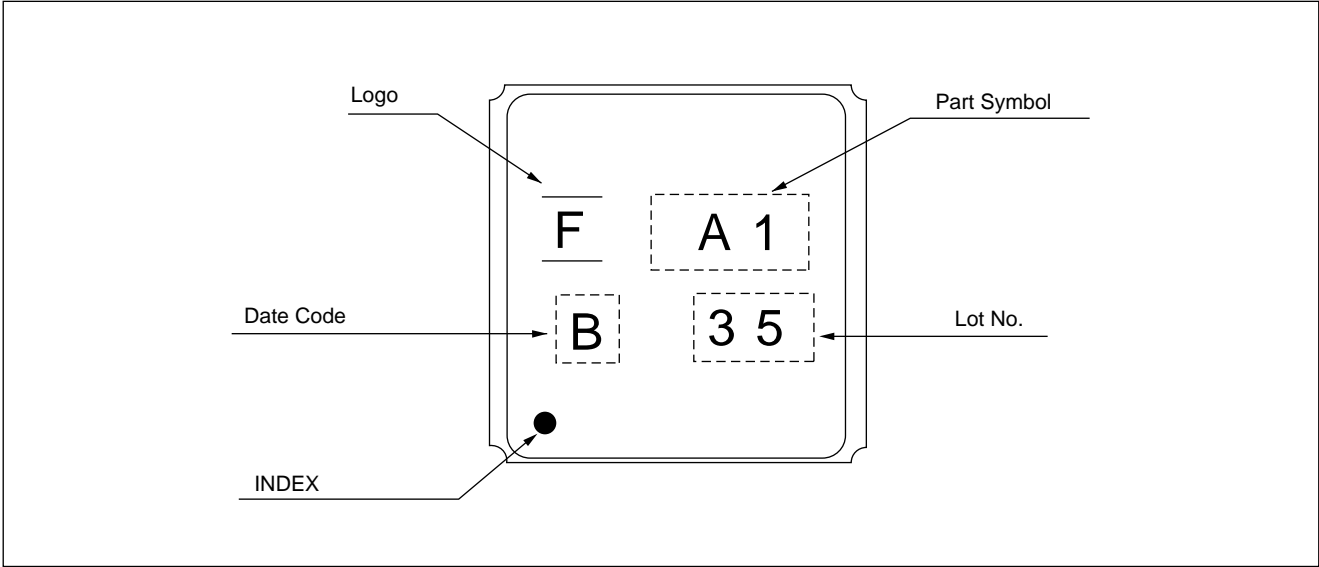 Logo
Part Symbol
F
A 1
Date Code
B
3 5
Lot No.
INDEX